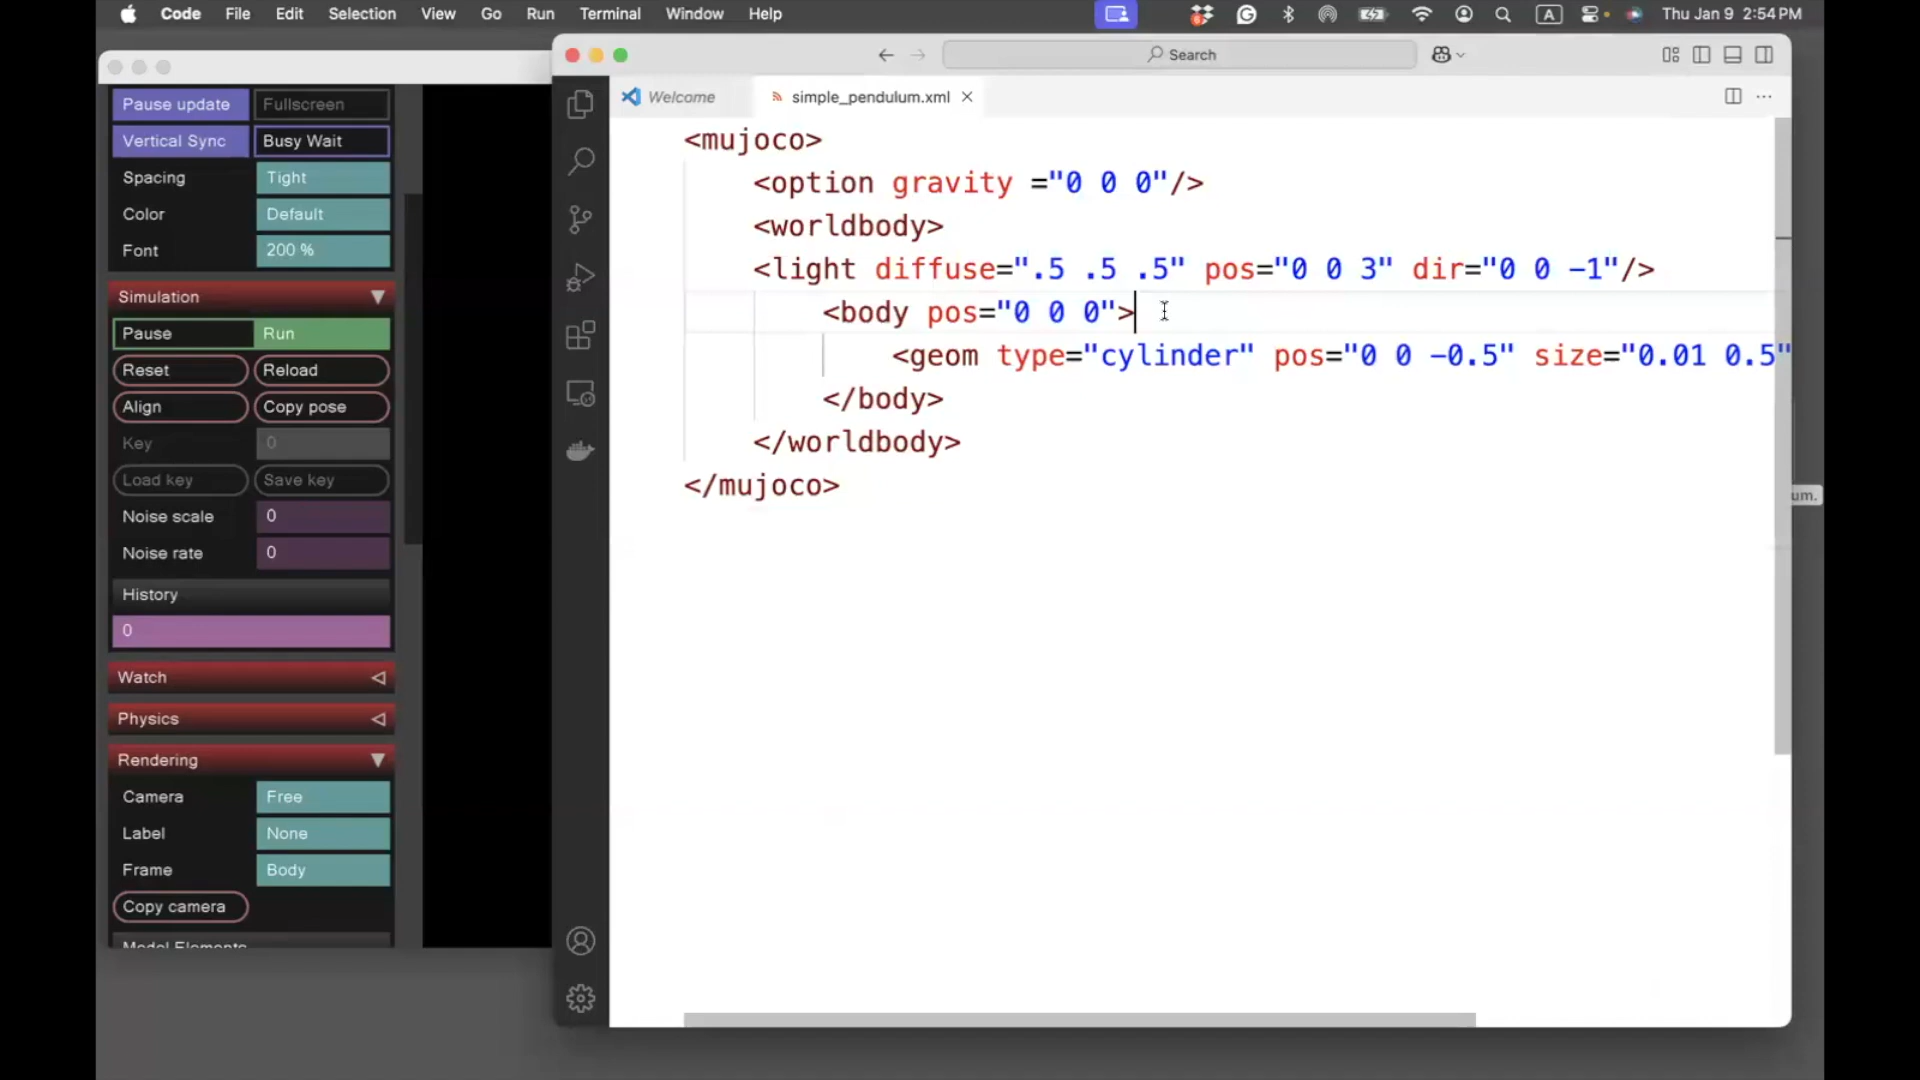 Code File Edit Selection View Go Run Terminal Window Help
A
Thu Jan 9 2:54 PM
Search
Pause update Fullscreen
Vertical Sync Busy Wait
Spacing Tight
Color Default
Font 200 %
Simulation
Pause Run
Reset Reload
Align Copy pose
Key 0
Load key Save key
Noise scale 0
Noise rate 0
History
0
Watch
Physics
Rendering
Camera Free
Label None
Frame Body
Copy camera
Model Elements
Welcome simple_pendulum.xml
<mujoco>
<option gravity ="0 0 0"/>
<worldbody>
<light diffuse=".5 .5 .5" pos="0 0 3" dir="0 0 -1"/>
<body pos="0 0 0">
<geom type="cylinder" pos="0 0 -0.5" size="0.01 0.5"
</body>
</worldbody>
</mujoco>
um.